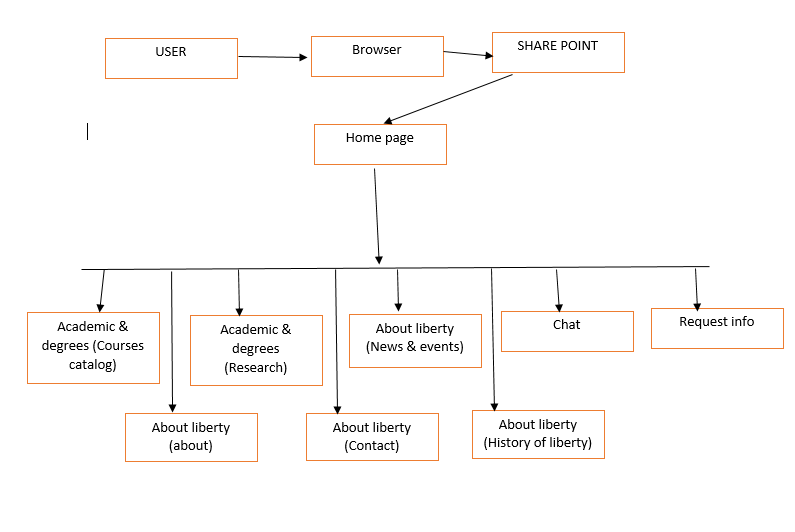 USER
Browser
SHARE POINT
Home page
Academic &
degrees (Courses
catalog)
Academic &
degrees
(Research)
About liberty
(News & events)
Chat
Request info
About liberty
(about)
About liberty
(Contact)
About liberty
(History of liberty)